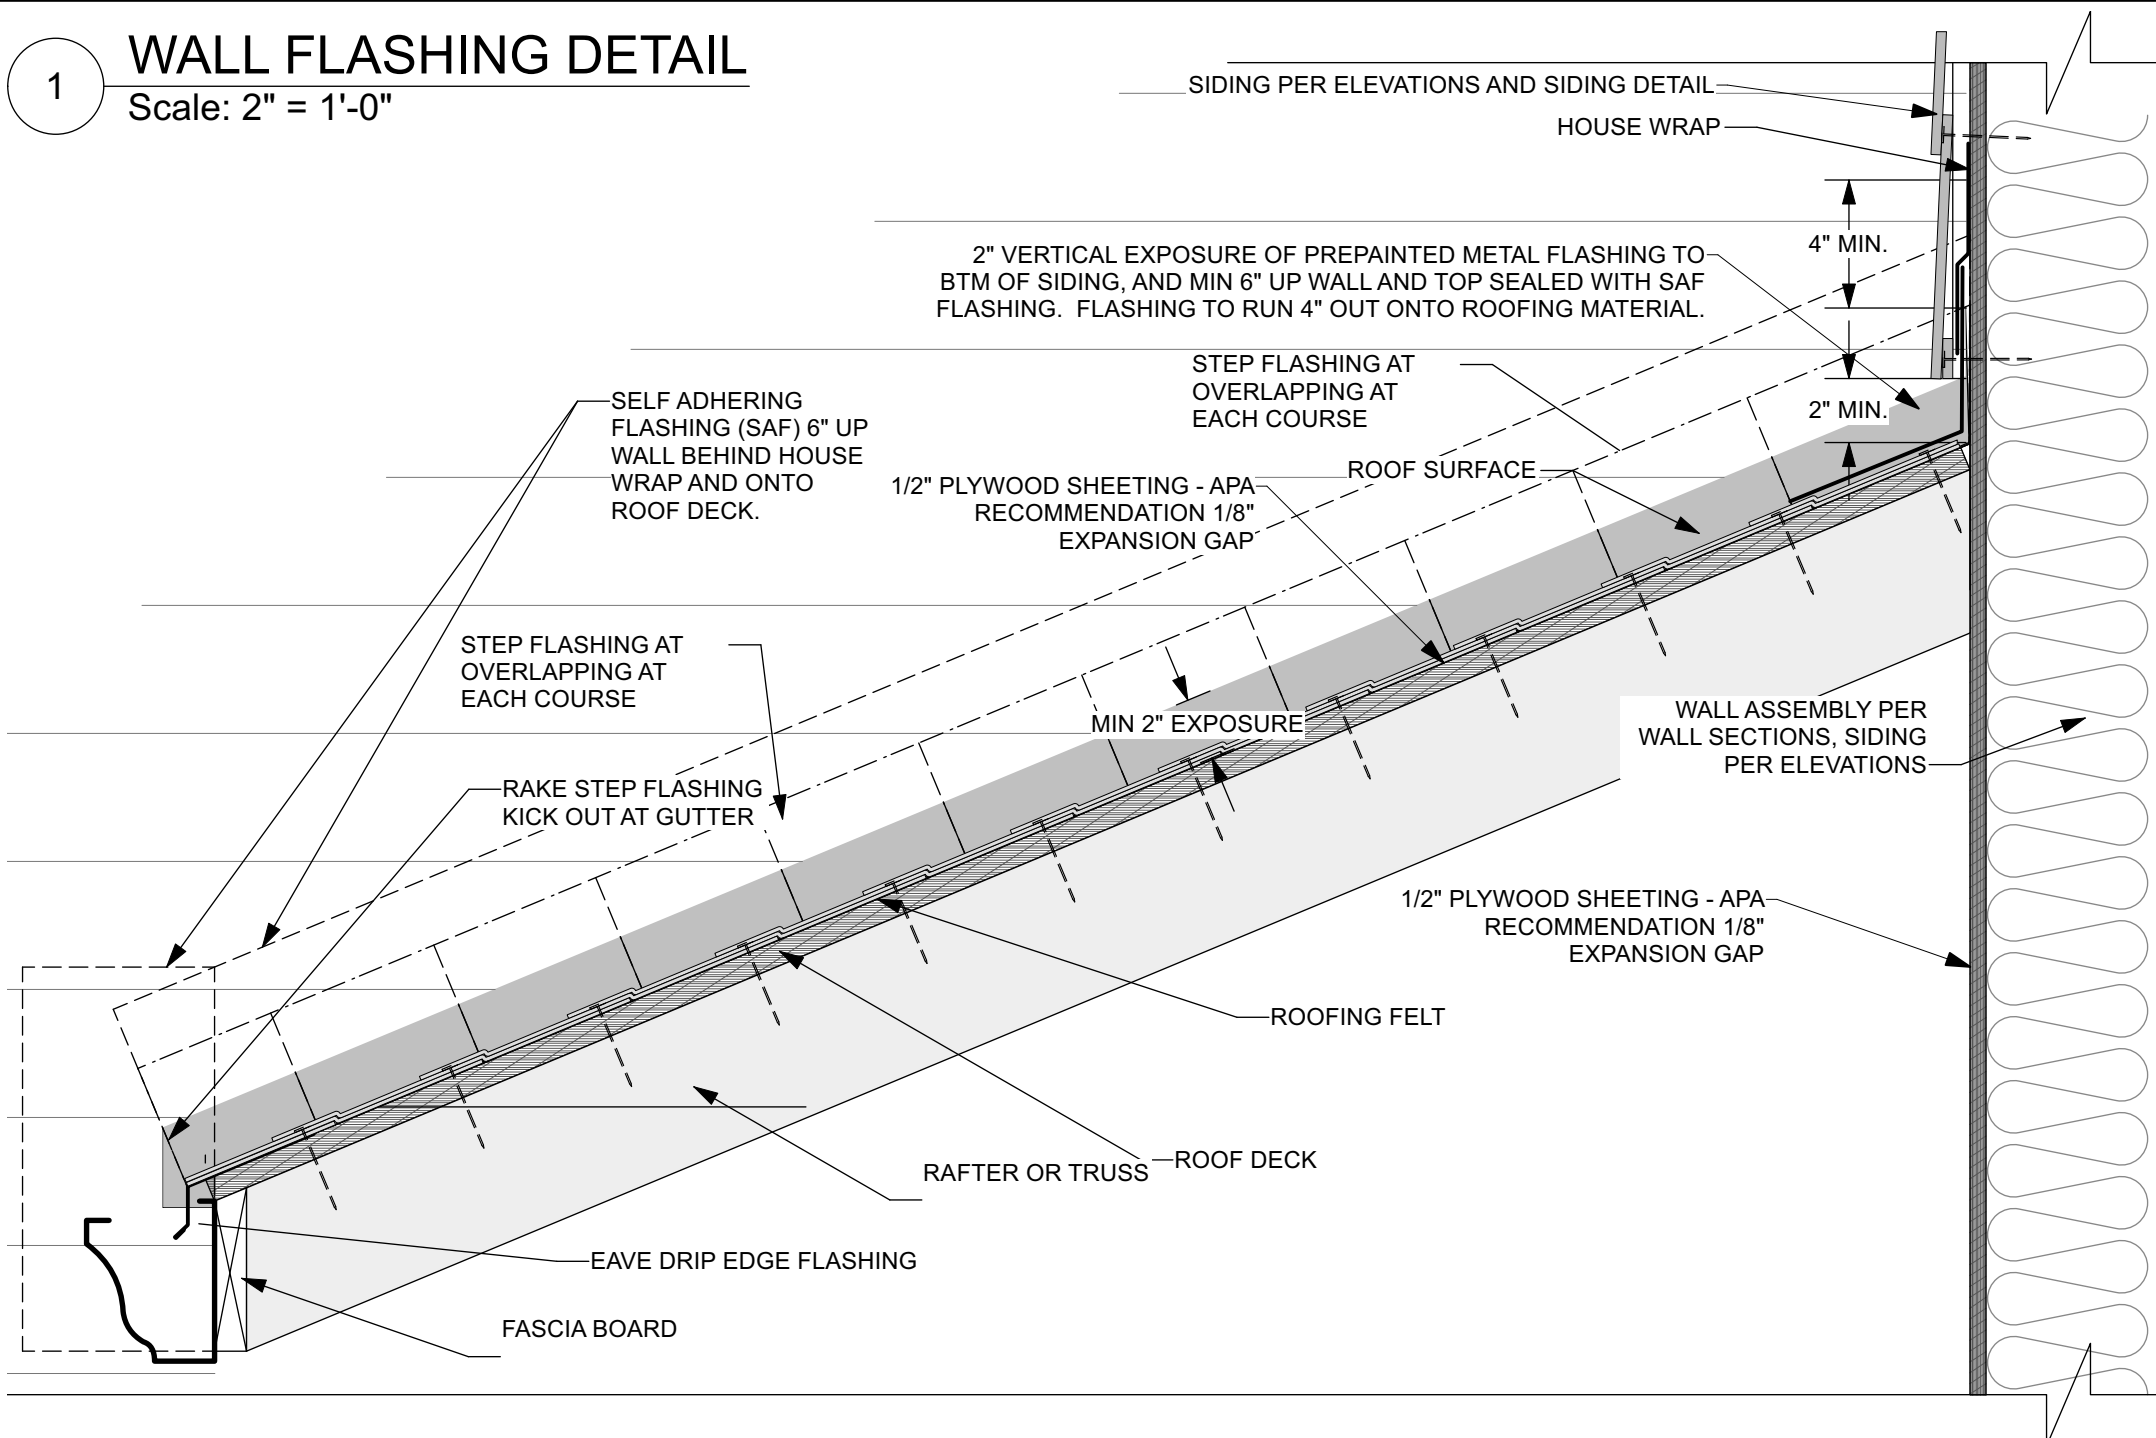 1
WALL FLASHING DETAIL
Scale: 2" = 1'-0"
SIDING PER ELEVATIONS AND SIDING DETAIL
HOUSE WRAP
4" MIN.
2" VERTICAL EXPOSURE OF PREPAINTED METAL FLASHING TO
BTM OF SIDING, AND MIN 6" UP WALL AND TOP SEALED WITH SAF
FLASHING. FLASHING TO RUN 4" OUT ONTO ROOFING MATERIAL.
STEP FLASHING AT
OVERLAPPING AT
EACH COURSE
2" MIN.
SELF ADHERING
FLASHING (SAF) 6" UP
WALL BEHIND HOUSE
WRAP AND ONTO
ROOF DECK.
ROOF SURFACE
1/2" PLYWOOD SHEETING - APA
RECOMMENDATION 1/8"
EXPANSION GAP
STEP FLASHING AT
OVERLAPPING AT
EACH COURSE
MIN 2" EXPOSURE
WALL ASSEMBLY PER
WALL SECTIONS, SIDING
PER ELEVATIONS
RAKE STEP FLASHING
KICK OUT AT GUTTER
1/2" PLYWOOD SHEETING - APA
RECOMMENDATION 1/8"
EXPANSION GAP
ROOFING FELT
ROOF DECK
RAFTER OR TRUSS
EAVE DRIP EDGE FLASHING
FASCIA BOARD